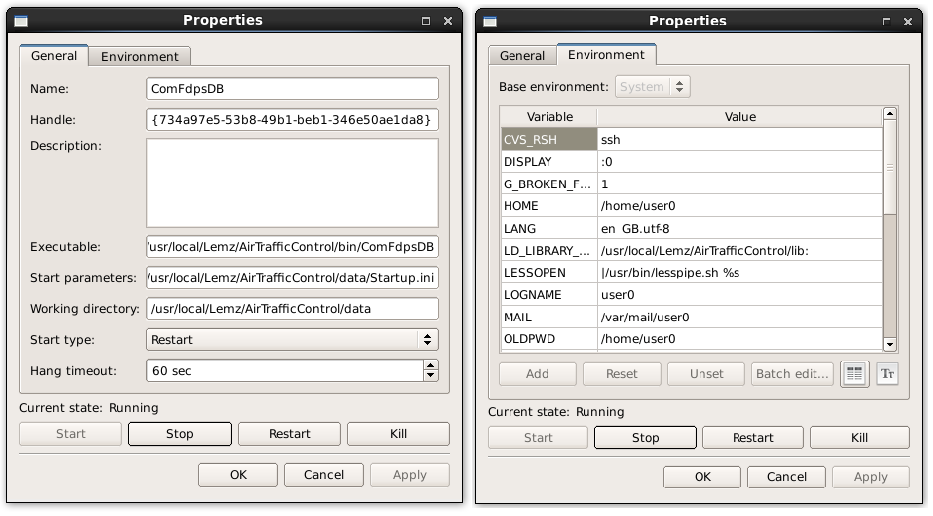 Properties
General Environment
Name: ComFdpsDB
Handle: {734a97e5-53b8-49b1-beb1-346e50ae1da8}
Description:
Executable: /usr/local/Lemz/AirTrafficControl/bin/ComFdpsDB
Start parameters: /usr/local/Lemz/AirTrafficControl/data/Startup.ini
Working directory: /usr/local/Lemz/AirTrafficControl/data
Start type: Restart
Hang timeout: 60 sec
Current state: Running
Start Stop Restart Kill
OK Cancel Apply
Properties
General Environment
Base environment: System
Variable Value
CVS_RSH ssh
DISPLAY :0
G_BROKEN_F... 1
HOME /home/user0
LANG en_GB.utf-8
LD_LIBRARY_... /usr/local/Lemz/AirTrafficControl/lib:
LESSOPEN |/usr/bin/lesspipe.sh %s
LOGNAME user0
MAIL /var/mail/user0
OLDPWD /home/user0
Add Reset Unset Batch edit... Tr
Current state: Running
Start Stop Restart Kill
OK Cancel Apply